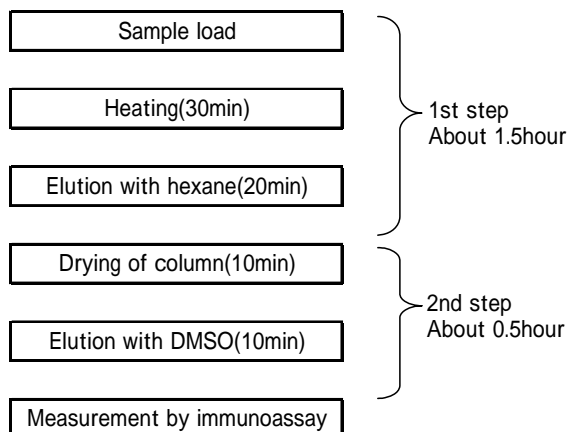 Sample load
Heating(30min)
Elution with hexane(20min)
Drying of column(10min)
Elution with DMSO(10min)
Measurement by immunoassay
1st step
About 1.5hour
2nd step
About 0.5hour